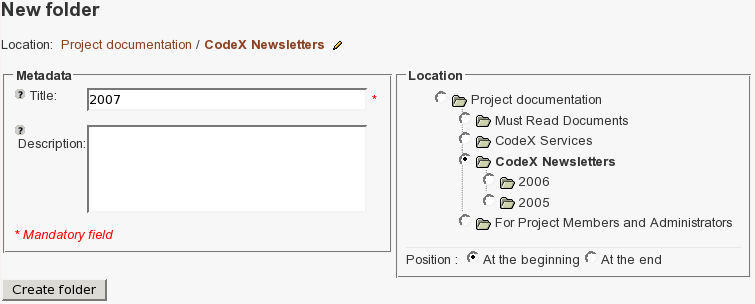 New folder
Location: Project documentation / CodeX Newsletters
Metadata
? Title: 2007 *
? Description:
* Mandatory field
Location
Project documentation
Must Read Documents
CodeX Services
CodeX Newsletters
2006
2005
For Project Members and Administrators
Position : At the beginning At the end
Create folder